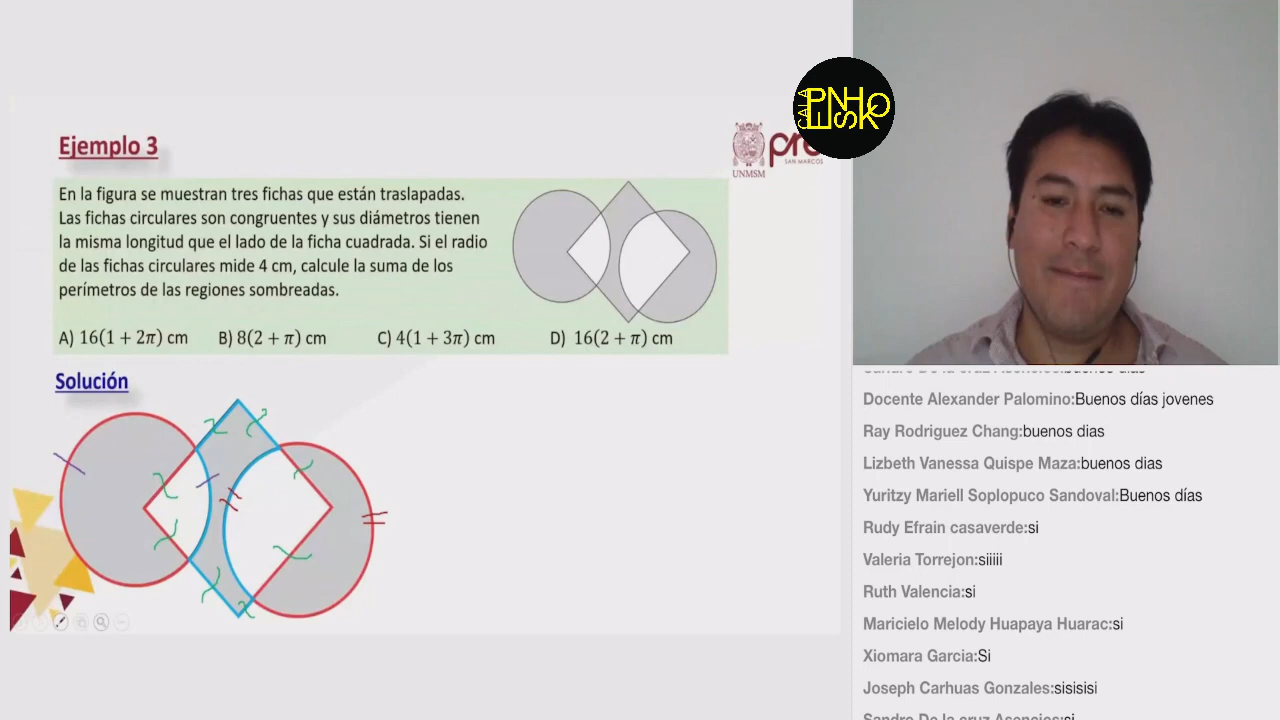 Ejemplo 3
UNMSM
SAN MARCOS
En la figura se muestran tres fichas que están traslapadas.
Las fichas circulares son congruentes y sus diámetros tienen
la misma longitud que el lado de la ficha cuadrada. Si el radio
de las fichas circulares mide 4 cm, calcule la suma de los
perímetros de las regiones sombreadas.
A) 16(1 + 2π) cm B) 8(2 + π) cm C) 4(1 + 3π) cm D) 16(2 + π) cm
Solución
Docente Alexander Palomino:Buenos días jovenes
Ray Rodriguez Chang:buenos dias
Lizbeth Vanessa Quispe Maza:buenos dias
Yuritzy Mariell Soplopuco Sandoval:Buenos días
Rudy Efrain casaverde:si
Valeria Torrejon:siiiii
Ruth Valencia:si
Maricielo Melody Huapaya Huarac:si
Xiomara Garcia:Si
Joseph Carhuas Gonzales:sisisisi